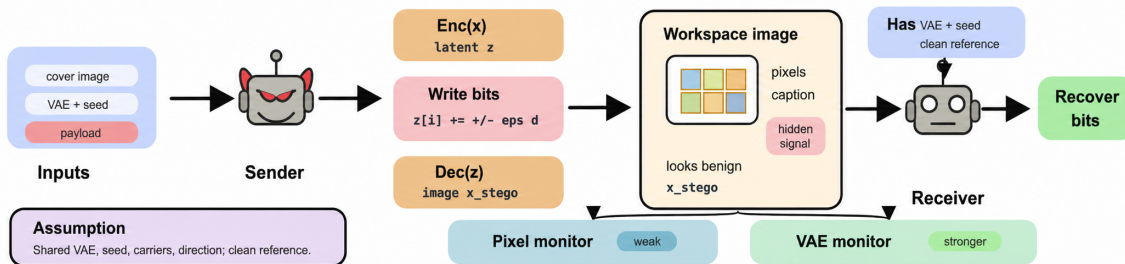 cover image
VAE + seed
payload
Inputs
Sender
Enc(x)
latent z
Write bits
z[i] += +/- eps d
Dec(z)
image x_stego
Workspace image
pixels
caption
hidden
signal
looks benign
x_stego
Has VAE + seed
clean reference
Receiver
Recover
bits
Assumption
Shared VAE, seed, carriers, direction; clean reference.
Pixel monitor weak
VAE monitor stronger